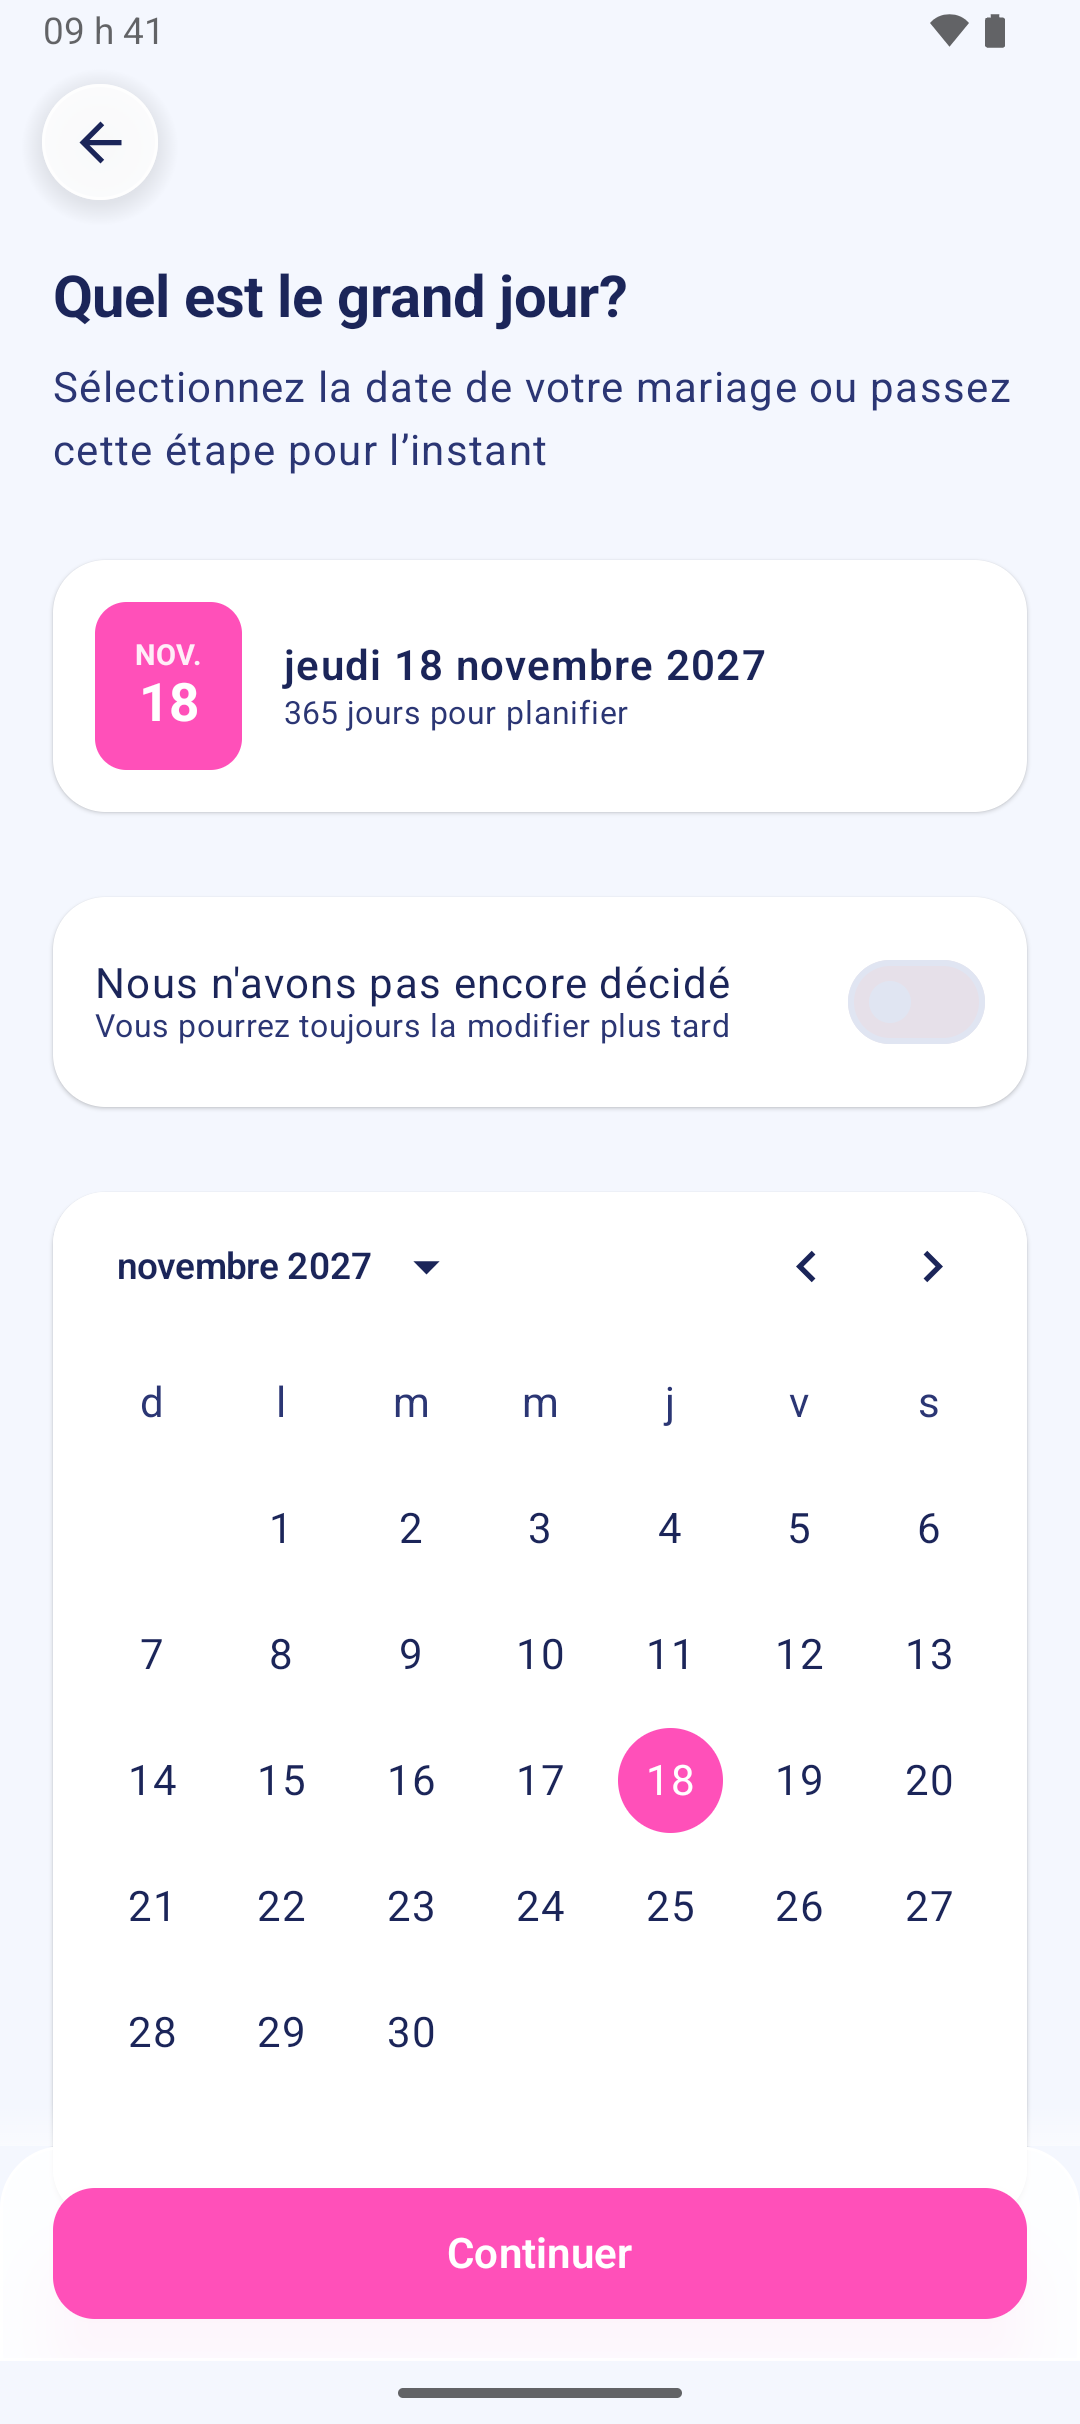 09 h 41
Quel est le grand jour?
Sélectionnez la date de votre mariage ou passez
cette étape pour l’instant
NOV.
18
jeudi 18 novembre 2027
365 jours pour planifier
Nous n'avons pas encore décidé
Vous pourrez toujours la modifier plus tard
novembre 2027
d l m m j v s
1 2 3 4 5 6
7 8 9 10 11 12 13
14 15 16 17 18 19 20
21 22 23 24 25 26 27
28 29 30
Continuer